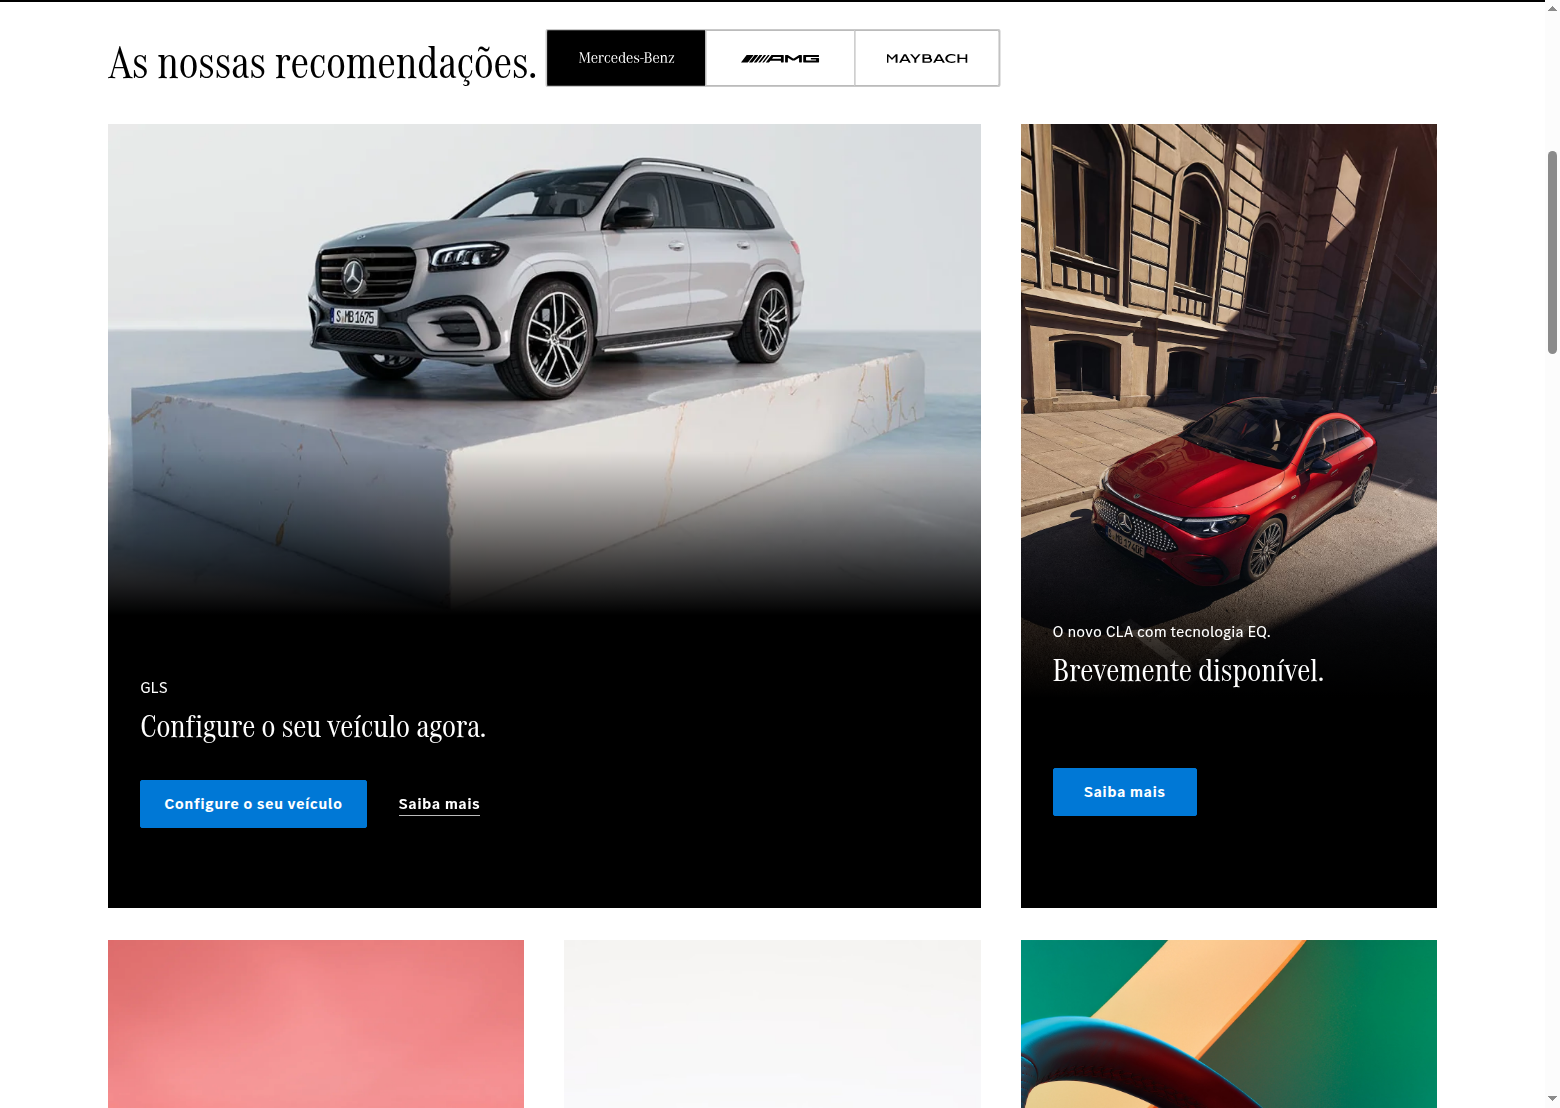 As nossas recomendações.
Mercedes-Benz
AMG
MAYBACH
S MB 1675
GLS
Configure o seu veículo agora.
Configure o seu veículo
Saiba mais
O novo CLA com tecnologia EQ.
Brevemente disponível.
Saiba mais